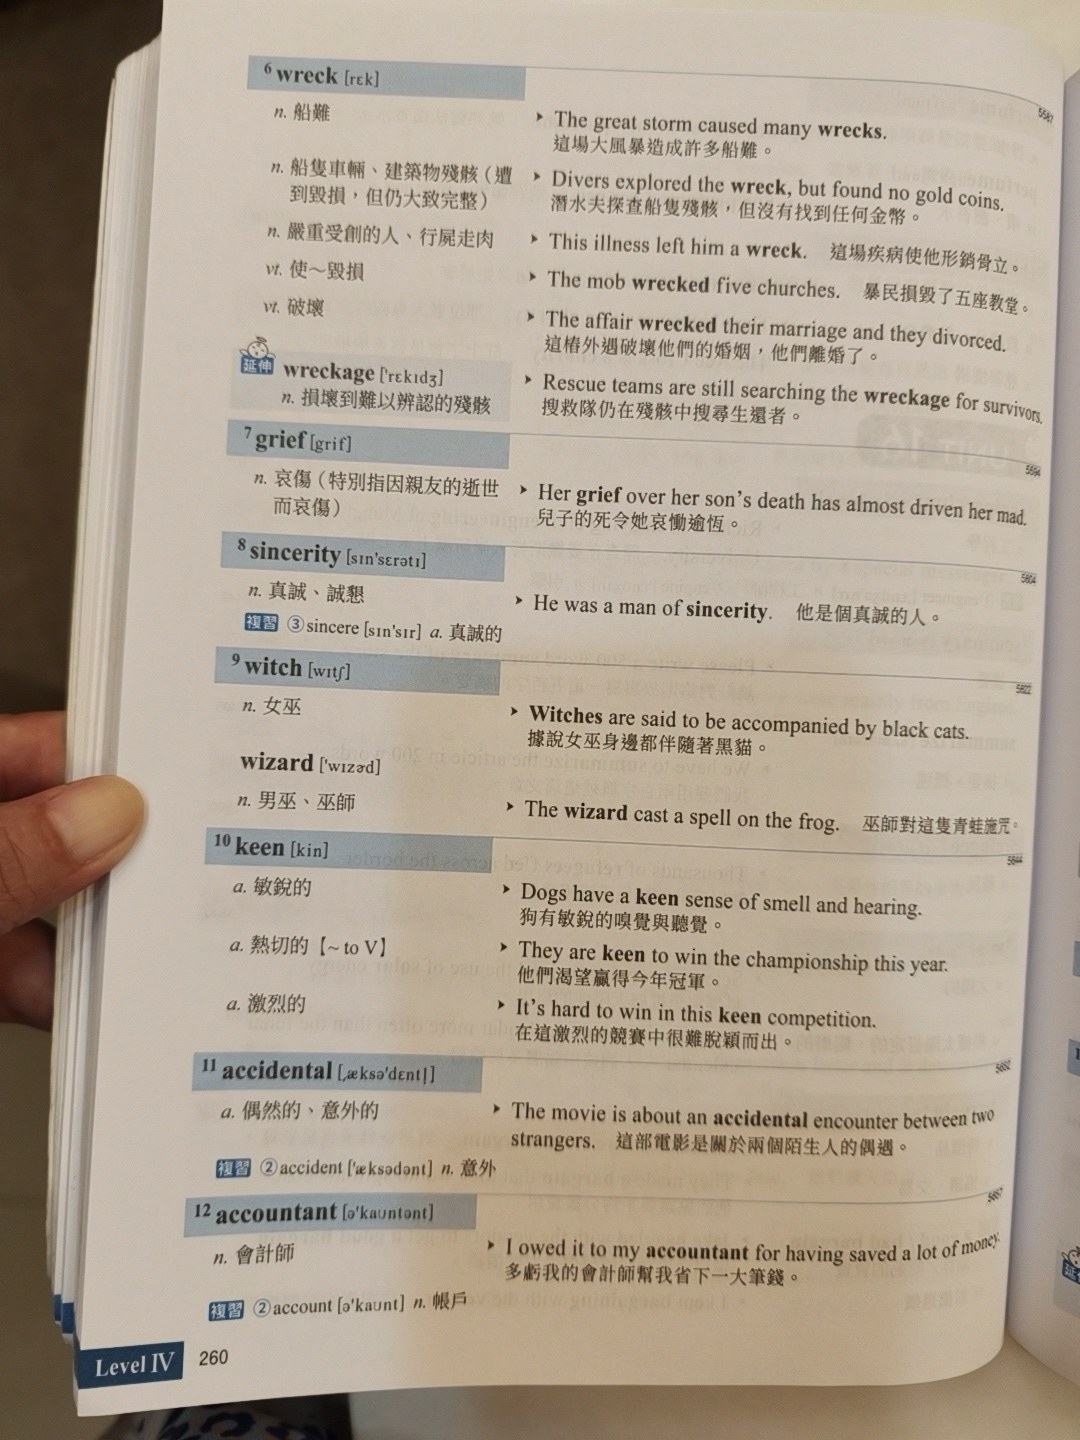 6 wreck [rɛk]
5587
n. 船難
▸ The great storm caused many wrecks.
這場大風暴造成許多船難。
n. 船隻車輛、建築物殘骸（遭
到毀損，但仍大致完整）
▸ Divers explored the wreck, but found no gold coins.
潛水夫探查船隻殘骸，但沒有找到任何金幣。
n. 嚴重受創的人、行屍走肉
▸ This illness left him a wreck. 這場疾病使他形銷骨立。
vt. 使～毀損
▸ The mob wrecked five churches. 暴民損毀了五座教堂。
vt. 破壞
▸ The affair wrecked their marriage and they divorced.
這樁外遇破壞他們的婚姻，他們離婚了。
延伸 wreckage ['rɛkɪdʒ]
n. 損壞到難以辨認的殘骸
▸ Rescue teams are still searching the wreckage for survivors.
搜救隊仍在殘骸中搜尋生還者。
7 grief [grif]
5594
n. 哀傷（特別指因親友的逝世
而哀傷）
▸ Her grief over her son's death has almost driven her mad.
兒子的死令她哀慟逾恆。
8 sincerity [sɪn'sɛrətɪ]
5604
n. 真誠、誠懇
▸ He was a man of sincerity. 他是個真誠的人。
複習 ③sincere [sɪn'sɪr] a. 真誠的
9 witch [wɪtʃ]
5622
n. 女巫
▸ Witches are said to be accompanied by black cats.
據說女巫身邊都伴隨著黑貓。
wizard ['wɪzɚd]
n. 男巫、巫師
▸ The wizard cast a spell on the frog. 巫師對這隻青蛙施咒。
10 keen [kin]
5644
a. 敏銳的
▸ Dogs have a keen sense of smell and hearing.
狗有敏銳的嗅覺與聽覺。
a. 熱切的【~ to V】
▸ They are keen to win the championship this year.
他們渴望贏得今年冠軍。
a. 激烈的
▸ It's hard to win in this keen competition.
在這激烈的競賽中很難脫穎而出。
11 accidental [ˌæksə'dɛntl̩]
5652
a. 偶然的、意外的
▸ The movie is about an accidental encounter between two
strangers. 這部電影是關於兩個陌生人的偶遇。
複習 ②accident ['æksədənt] n. 意外
12 accountant [ə'kaʊntənt]
5657
n. 會計師
▸ I owed it to my accountant for having saved a lot of money.
多虧我的會計師幫我省下一大筆錢。
複習 ②account [ə'kaʊnt] n. 帳戶
Level IV 260